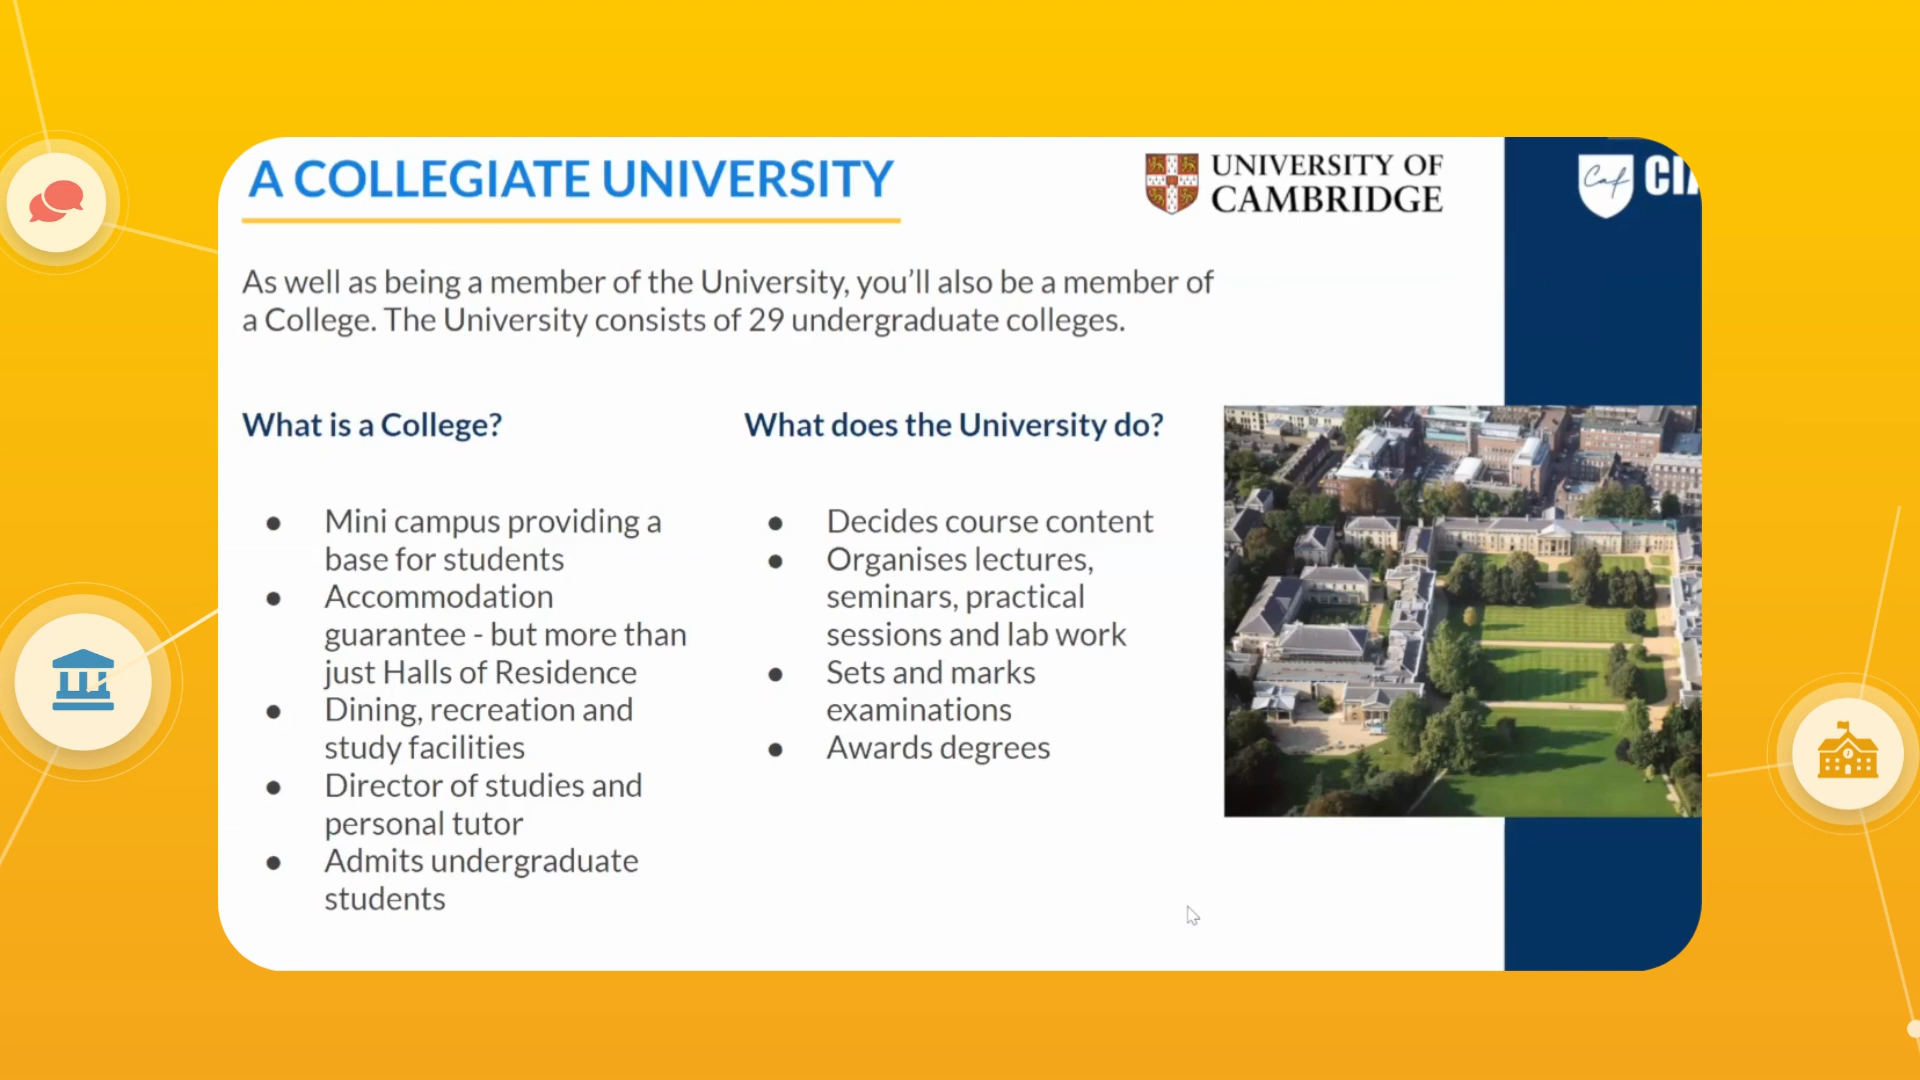 A COLLEGIATE UNIVERSITY
UNIVERSITY OF
CAMBRIDGE
Caf
As well as being a member of the University, you’ll also be a member of
a College. The University consists of 29 undergraduate colleges.
What is a College?
● Mini campus providing a
base for students
● Accommodation
guarantee - but more than
just Halls of Residence
● Dining, recreation and
study facilities
● Director of studies and
personal tutor
● Admits undergraduate
students
What does the University do?
● Decides course content
● Organises lectures,
seminars, practical
sessions and lab work
● Sets and marks
examinations
● Awards degrees